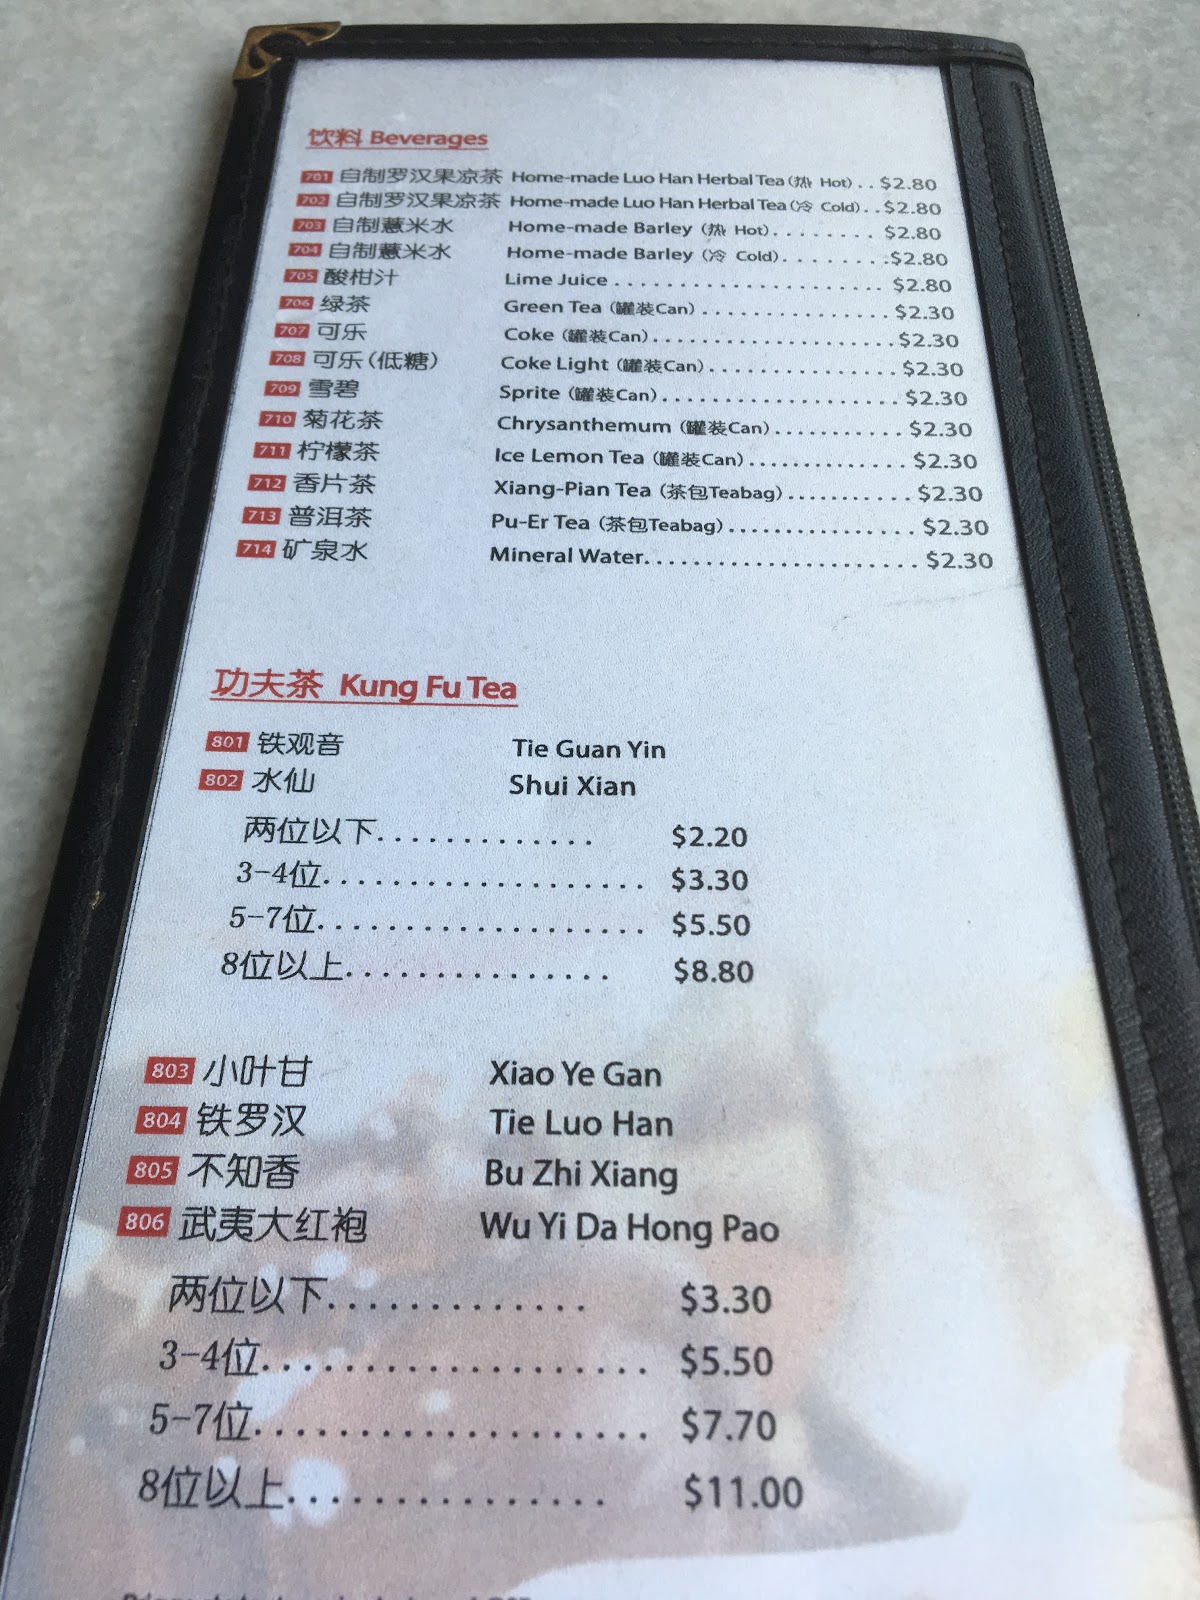 饮料 Beverages
701 自制罗汉果凉茶 Home-made Luo Han Herbal Tea (热 Hot) . . $2.80
702 自制罗汉果凉茶 Home-made Luo Han Herbal Tea (冷 Cold) . . $2.80
703 自制薏米水 Home-made Barley (热 Hot) . . . . . . . . $2.80
704 自制薏米水 Home-made Barley (冷 Cold) . . . . . . . . . $2.80
705 酸柑汁 Lime Juice . . . . . . . . . . . . . . . . . . . . . . $2.80
706 绿茶 Green Tea (罐装Can) . . . . . . . . . . . . . . . . $2.30
707 可乐 Coke (罐装Can) . . . . . . . . . . . . . . . . . . . . . $2.30
708 可乐(低糖) Coke Light (罐装Can) . . . . . . . . . . . . . . . . $2.30
709 雪碧 Sprite (罐装Can) . . . . . . . . . . . . . . . . . . . . $2.30
710 菊花茶 Chrysanthemum (罐装Can) . . . . . . . . . . . $2.30
711 柠檬茶 Ice Lemon Tea (罐装Can) . . . . . . . . . . . . . . $2.30
712 香片茶 Xiang-Pian Tea (茶包Teabag) . . . . . . . . . . . $2.30
713 普洱茶 Pu-Er Tea (茶包Teabag) . . . . . . . . . . . . . . . . $2.30
714 矿泉水 Mineral Water. . . . . . . . . . . . . . . . . . . . . . $2.30
功夫茶 Kung Fu Tea
801 铁观音 Tie Guan Yin
802 水仙 Shui Xian
两位以下. . . . . . . . . . . . . $2.20
3-4位. . . . . . . . . . . . . . . . . . . $3.30
5-7位. . . . . . . . . . . . . . . . . . . $5.50
8位以上. . . . . . . . . . . . . . . $8.80
803 小叶甘 Xiao Ye Gan
804 铁罗汉 Tie Luo Han
805 不知香 Bu Zhi Xiang
806 武夷大红袍 Wu Yi Da Hong Pao
两位以下. . . . . . . . . . . . . $3.30
3-4位. . . . . . . . . . . . . . . . . . . $5.50
5-7位. . . . . . . . . . . . . . . . . . . $7.70
8位以上. . . . . . . . . . . . . . . $11.00